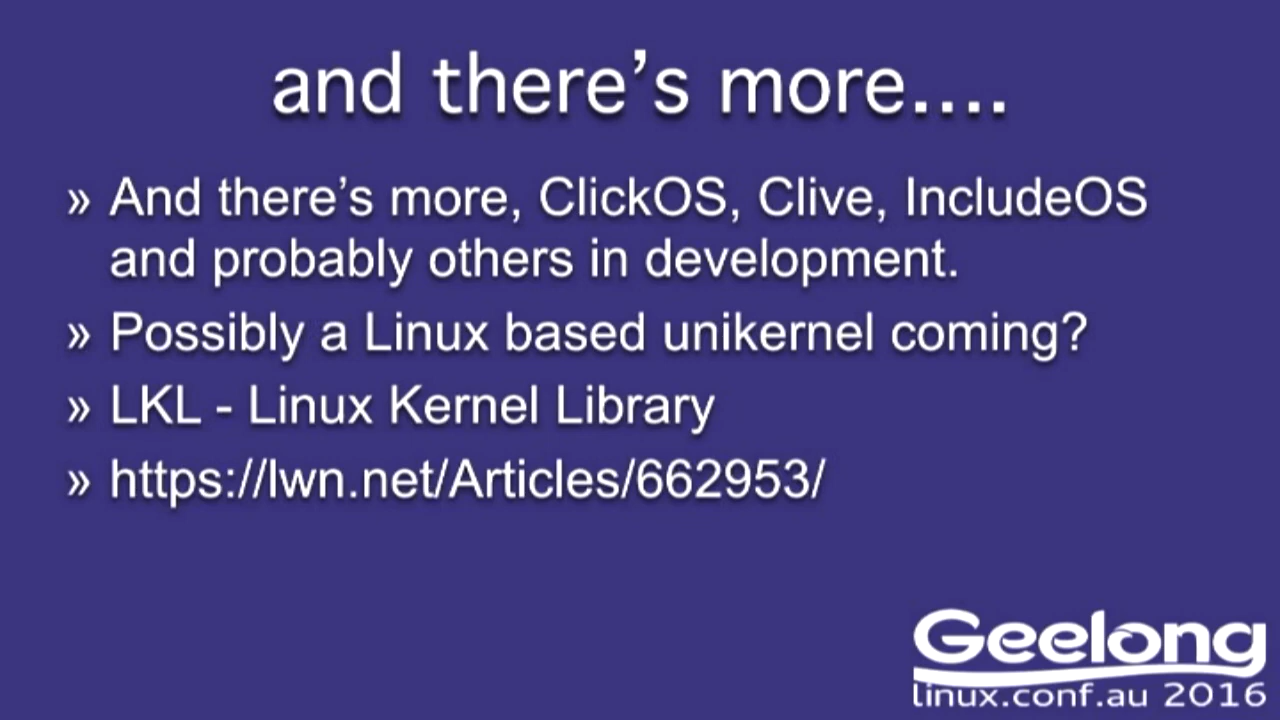 and there’s more....
» And there’s more, ClickOS, Clive, IncludeOS
and probably others in development.
» Possibly a Linux based unikernel coming?
» LKL - Linux Kernel Library
» https://lwn.net/Articles/662953/
Geelong
linux.conf.au 2016